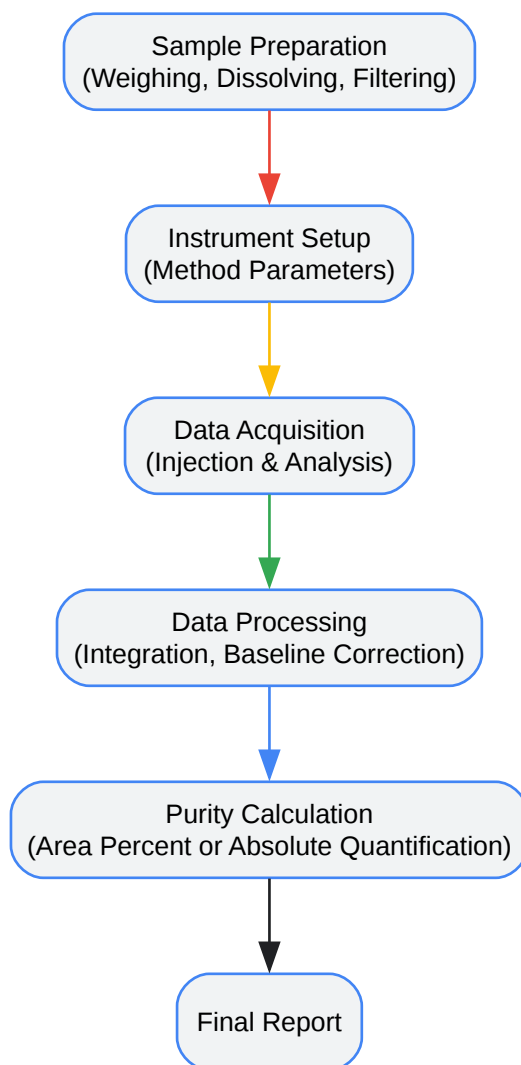 Sample Preparation
(Weighing, Dissolving, Filtering)
Instrument Setup
(Method Parameters)
Data Acquisition
(Injection & Analysis)
Data Processing
(Integration, Baseline Correction)
Purity Calculation
(Area Percent or Absolute Quantification)
Final Report